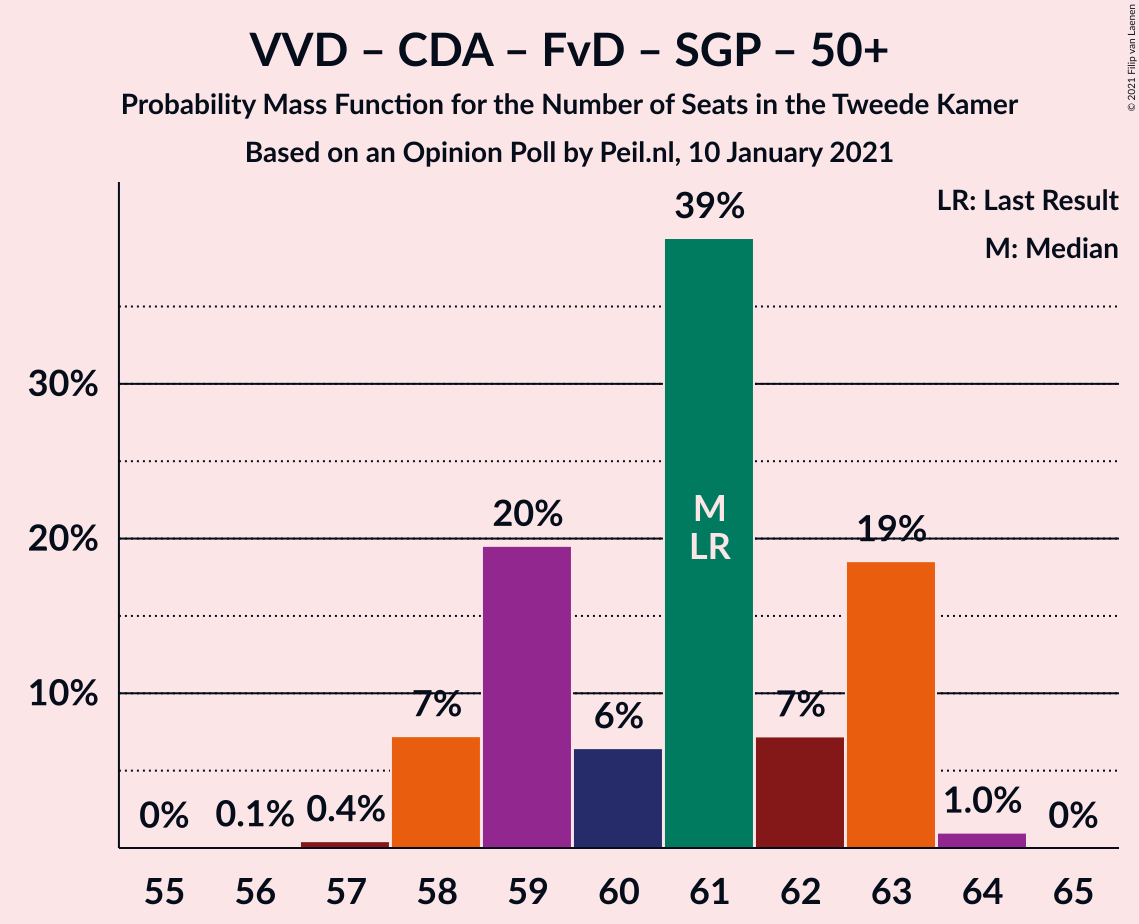 VVD – CDA – FvD – SGP – 50+
Probability Mass Function for the Number of Seats in the Tweede Kamer
Based on an Opinion Poll by Peil.nl, 10 January 2021
© 2021 Filip van Laenen
LR: Last Result
M: Median
39%
30%
20%
10%
0%
0.1%
0.4%
7%
20%
6%
M
LR
7%
19%
1.0%
0%
55 56 57 58 59 60 61 62 63 64 65